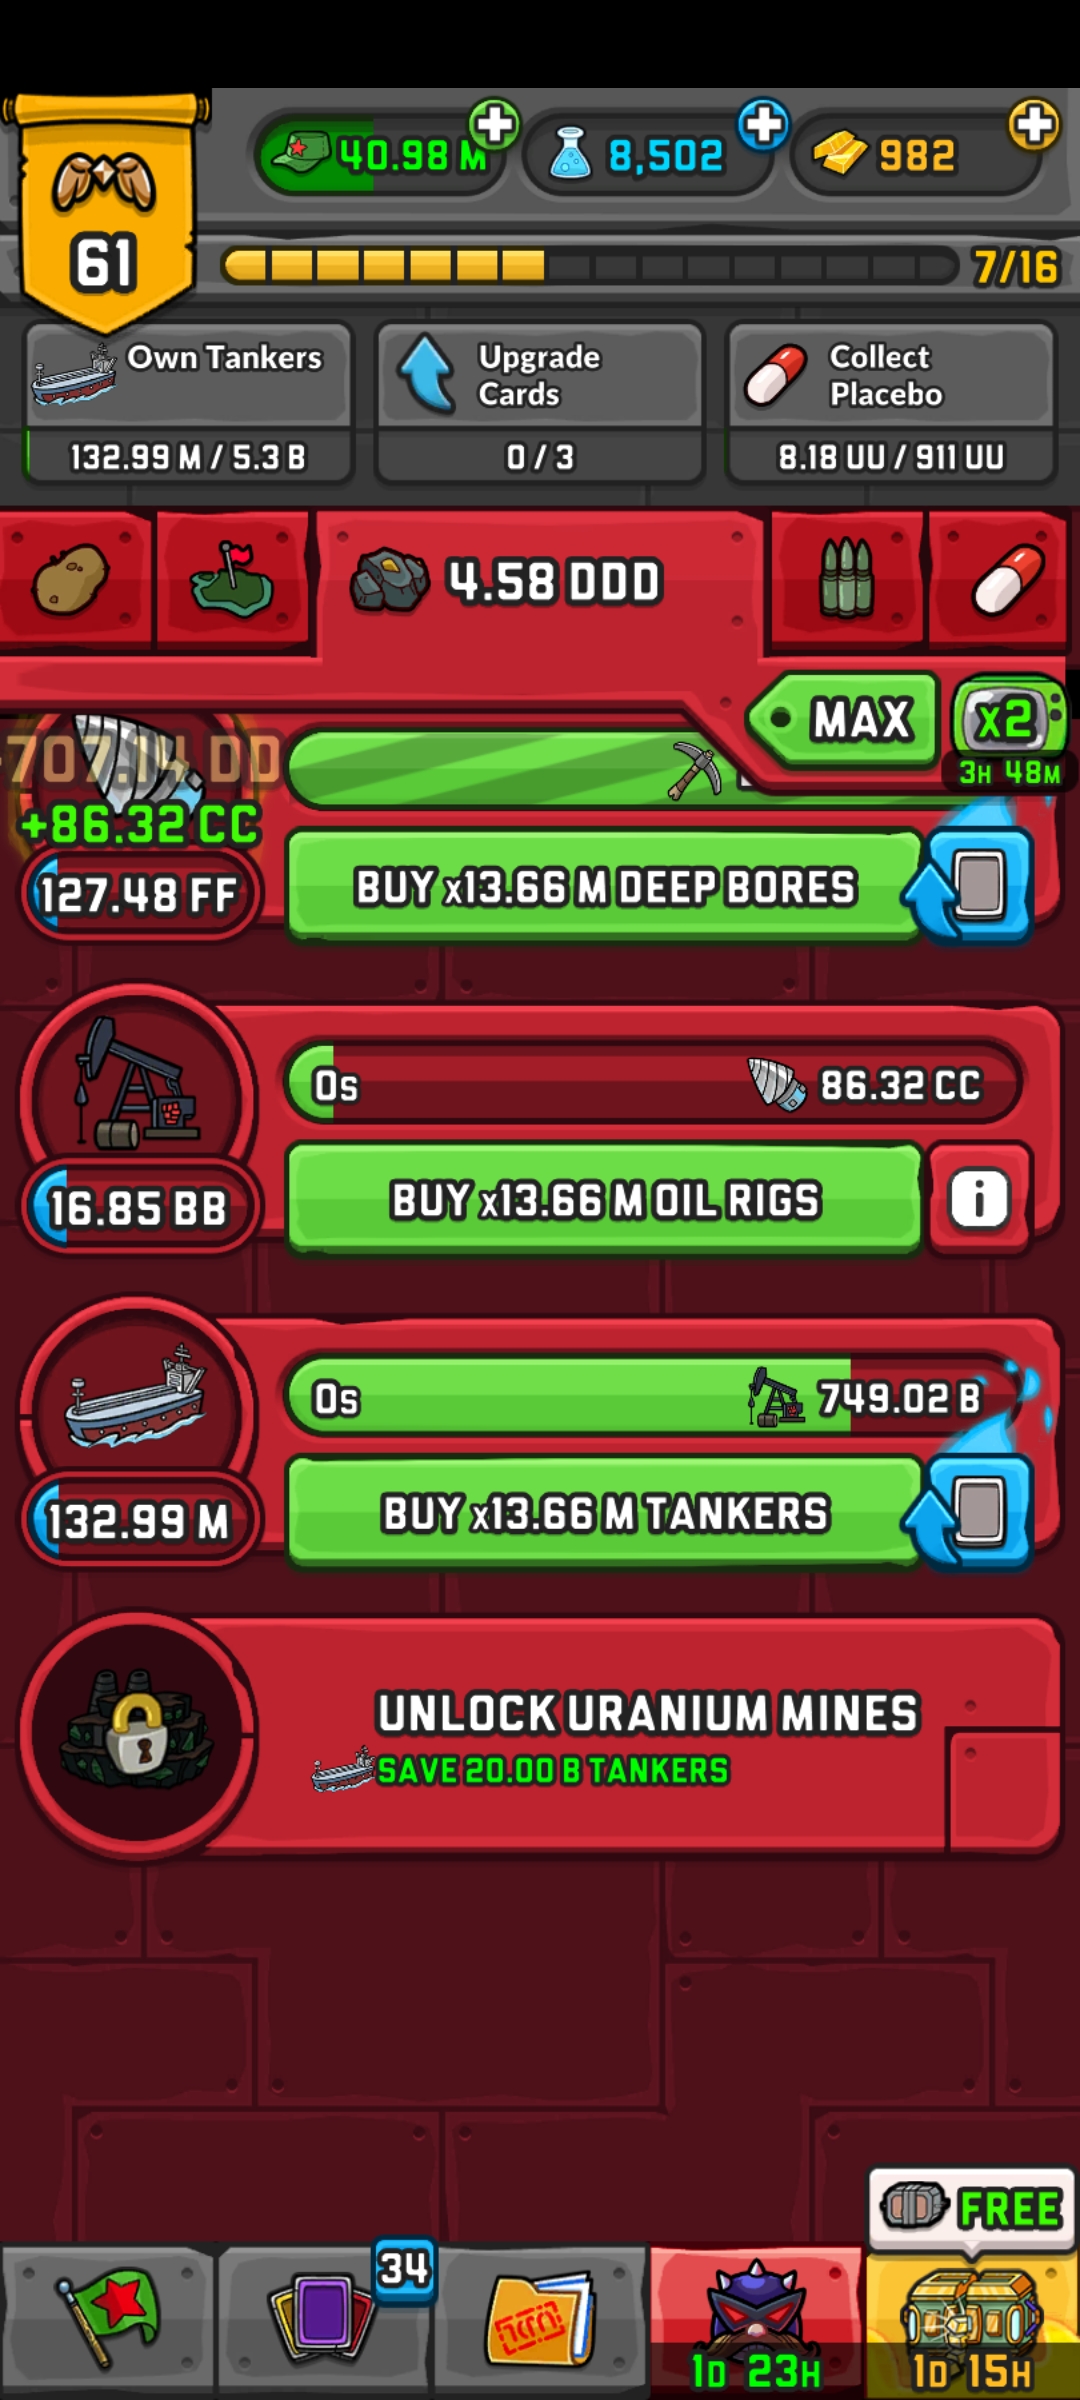 40.98 M
8,502
982
61
7/16
Own Tankers
132.99 M / 5.3 B
Upgrade
Cards
0 / 3
Collect
Placebo
8.18 UU / 911 UU
4.58 DDD
MAX
x2
3H 48M
707.14 DD
+86.32 CC
127.48 FF
BUY x13.66 M DEEP BORES
0s
86.32 CC
16.85 BB
BUY x13.66 M OIL RIGS
i
0s
749.02 B
132.99 M
BUY x13.66 M TANKERS
UNLOCK URANIUM MINES
SAVE 20.00 B TANKERS
FREE
34
1D 23H
1D 15H